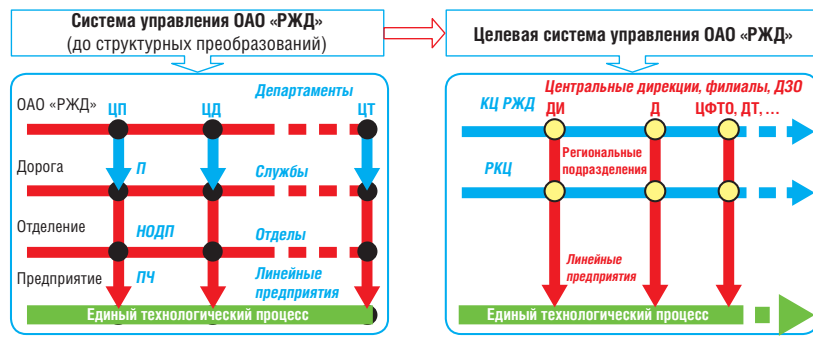 Система управления ОАО «РЖД»
(до структурных преобразований)
Целевая система управления ОАО «РЖД»
ОАО «РЖД»
ЦП
ЦД
Департаменты
ЦТ
Дорога
П
Службы
Отделение
НОДП
Отделы
Предприятие
ПЧ
Линейные
предприятия
Единый технологический процесс
Центральные дирекции, филиалы, ДЗО
КЦ РЖД
ДИ
Д
ЦФТО, ДТ, ...
Региональные
подразделения
РКЦ
Линейные
предприятия
Единый технологический процесс